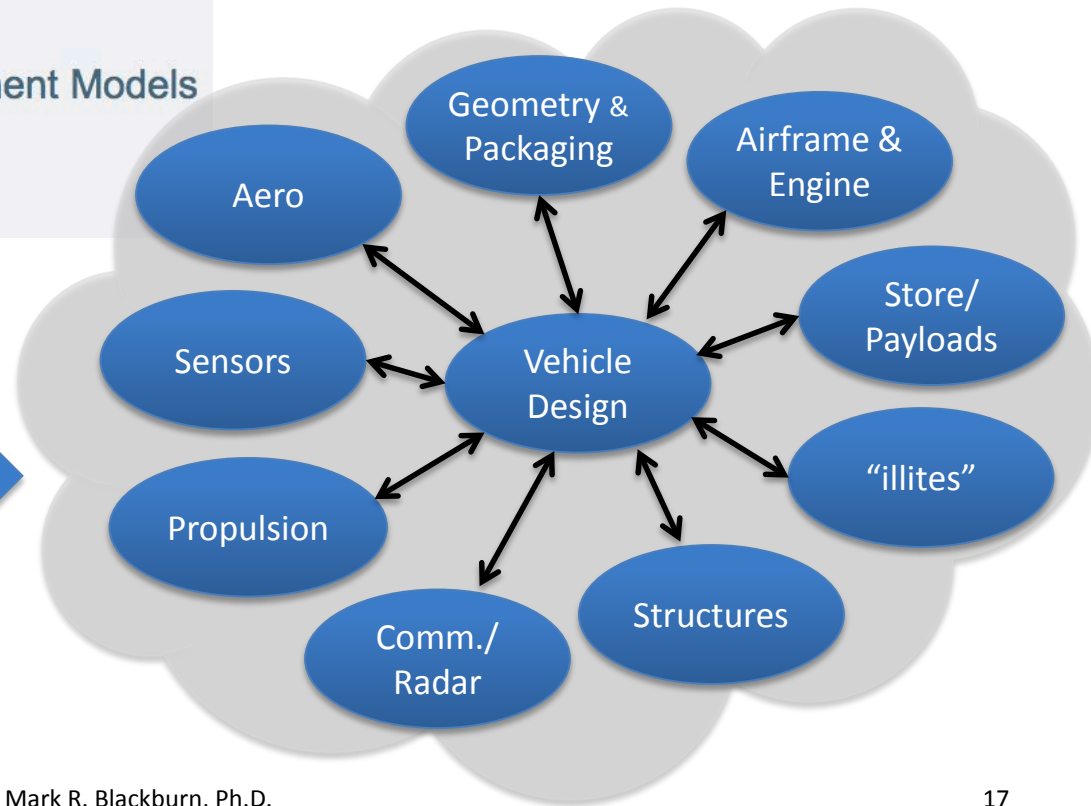 Models
Geometry &
Packaging
Airframe &
Engine
Aero
Store/
Payloads
Sensors
Vehicle
Design
“illites”
Propulsion
Structures
Comm./
Radar
Mark R. Blackburn, Ph.D.
17